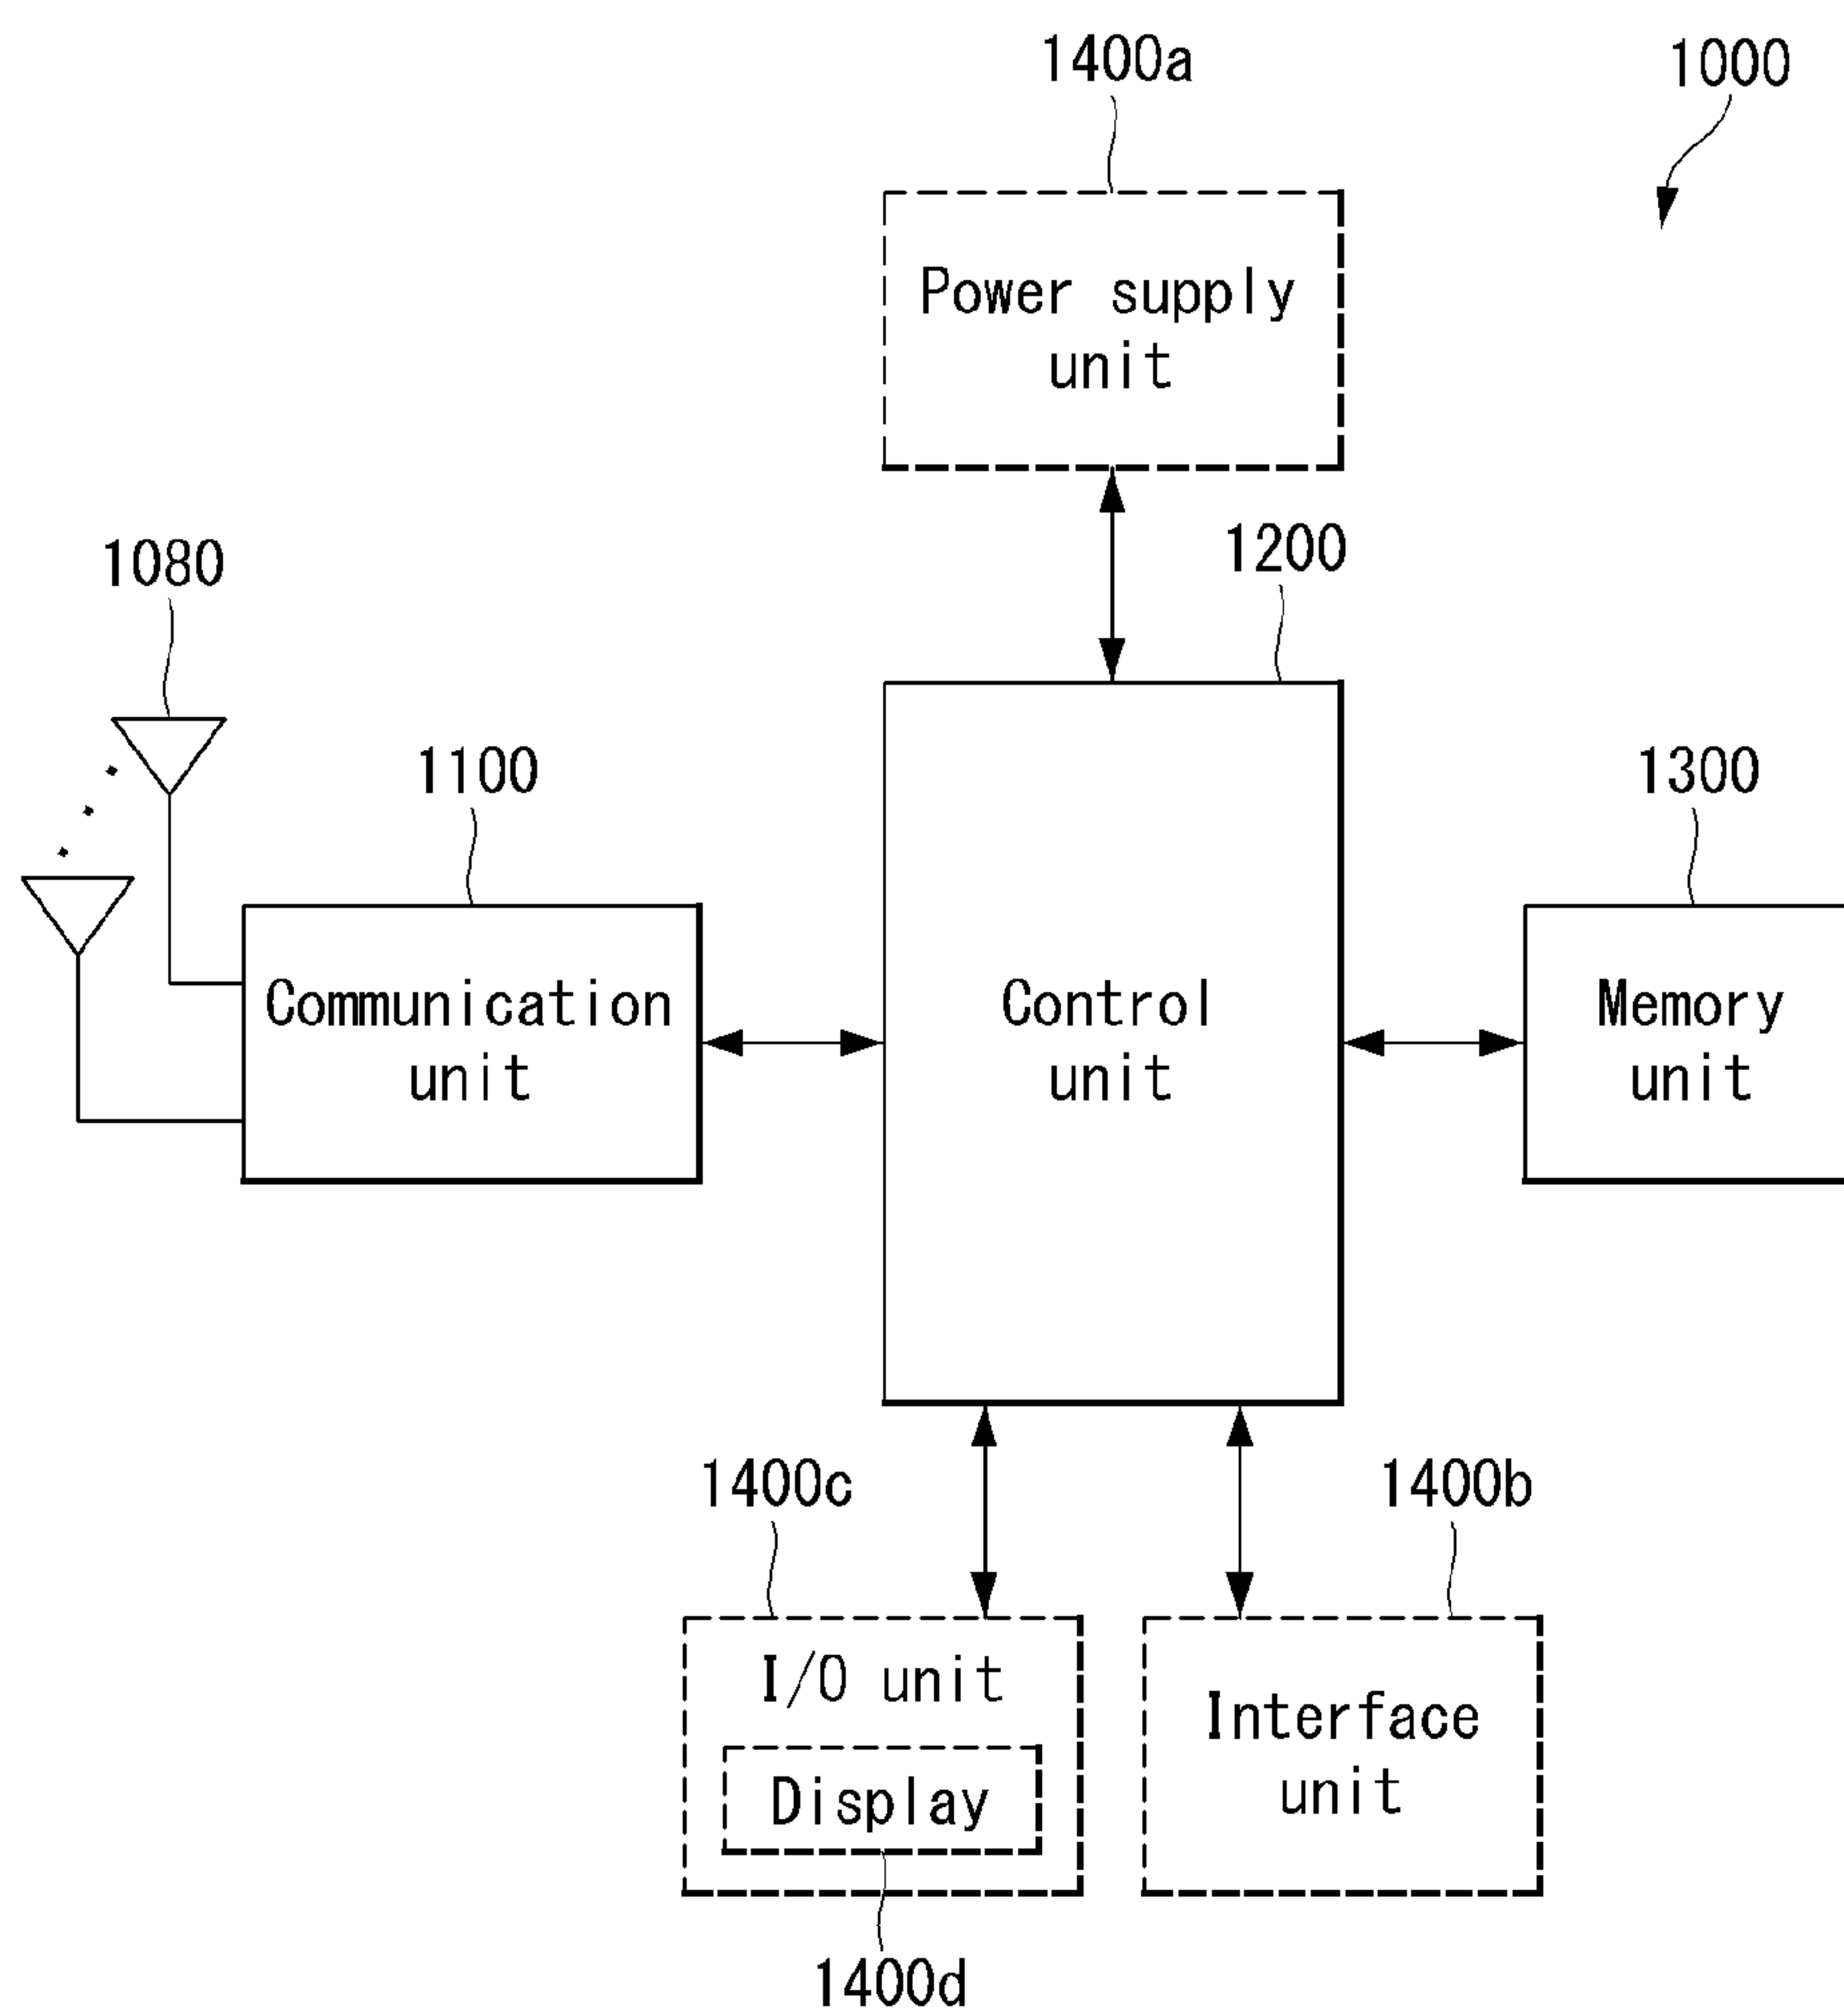 1400a
1000
Power supply
unit
1080
1200
1100
1300
Communication
unit
Control
unit
Memory
unit
1400c
1400b
I/O unit
Display
Interface
unit
1400d